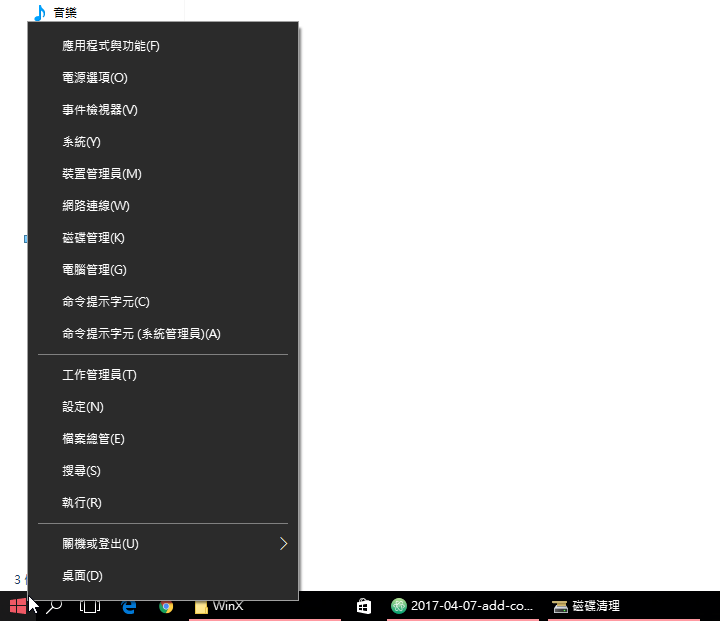 音樂
應用程式與功能(F)
電源選項(O)
事件檢視器(V)
系統(Y)
裝置管理員(M)
網路連線(W)
磁碟管理(K)
電腦管理(G)
命令提示字元(C)
命令提示字元 (系統管理員)(A)
工作管理員(T)
設定(N)
檔案總管(E)
搜尋(S)
執行(R)
關機或登出(U)
桌面(D)
3
WinX
2017-04-07-add-co...
磁碟清理